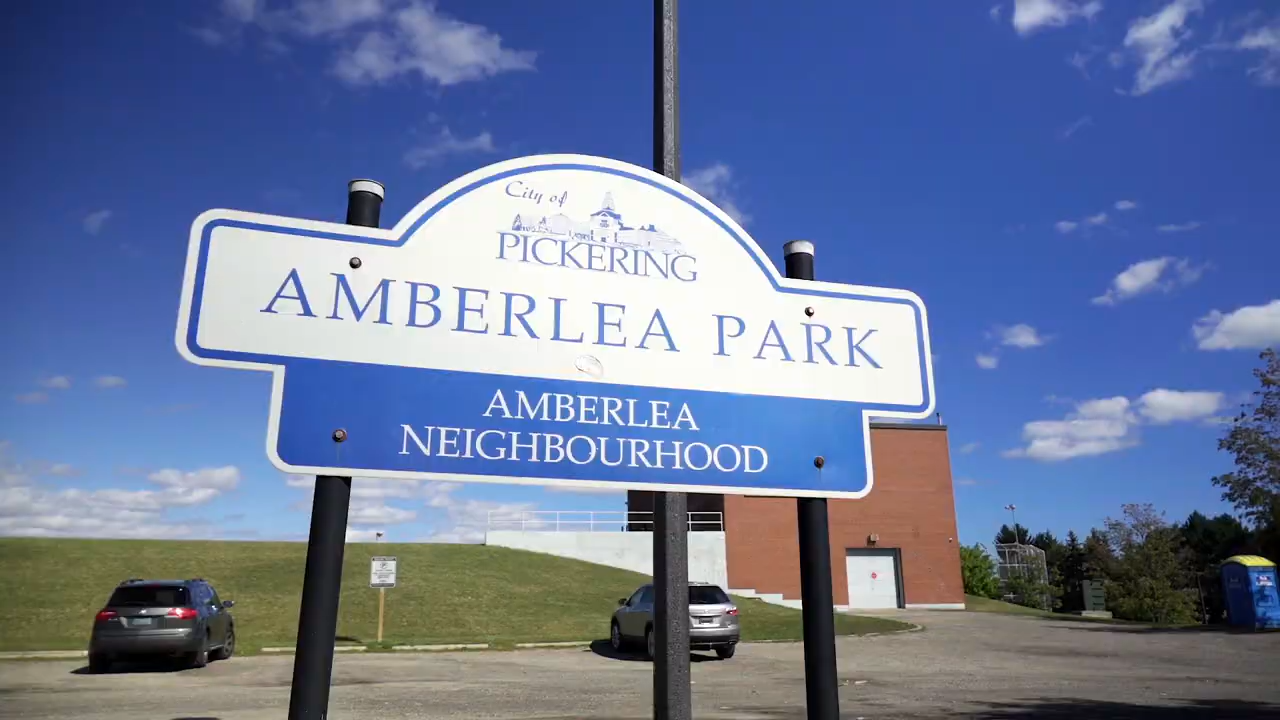 City of
PICKERING
AMBERLEA PARK
AMBERLEA
NEIGHBOURHOOD